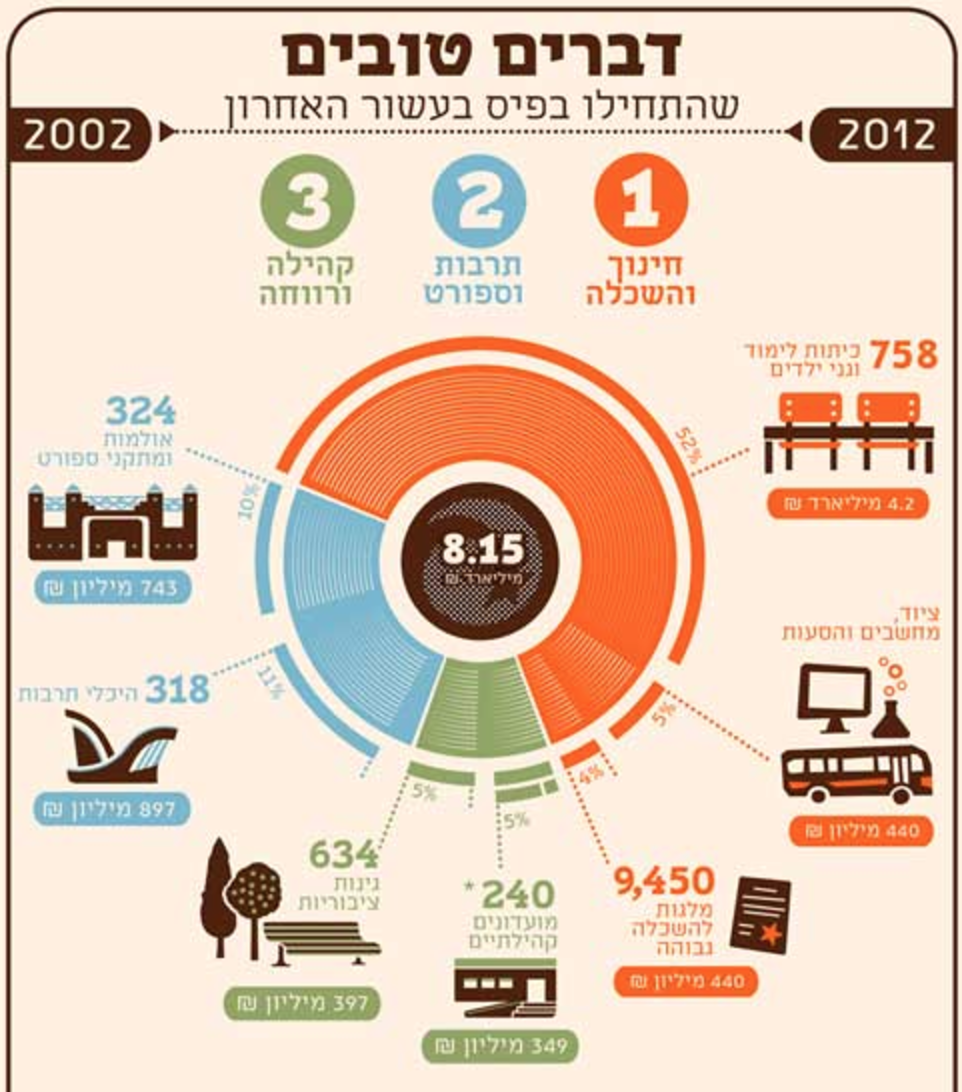 דברים טובים
שהתחילו בפיס בעשור האחרון
2012
2002
1
חינוך
והשכלה
2
תרבות
וספורט
3
קהילה
ורווחה
758
כיתות לימוד
וגני ילדים
52%
4.2 מיליארד ₪
324
אולמות
ומתקני ספורט
10%
743 מיליון ₪
8.15
מיליארד ₪
ציוד,
מחשבים והסעות
5%
440 מיליון ₪
318 היכלי תרבות
11%
897 מיליון ₪
4%
9,450
מלגות
להשכלה
גבוהה
440 מיליון ₪
5%
240*
מועדונים
קהילתיים
349 מיליון ₪
5%
634
גינות
ציבוריות
397 מיליון ₪